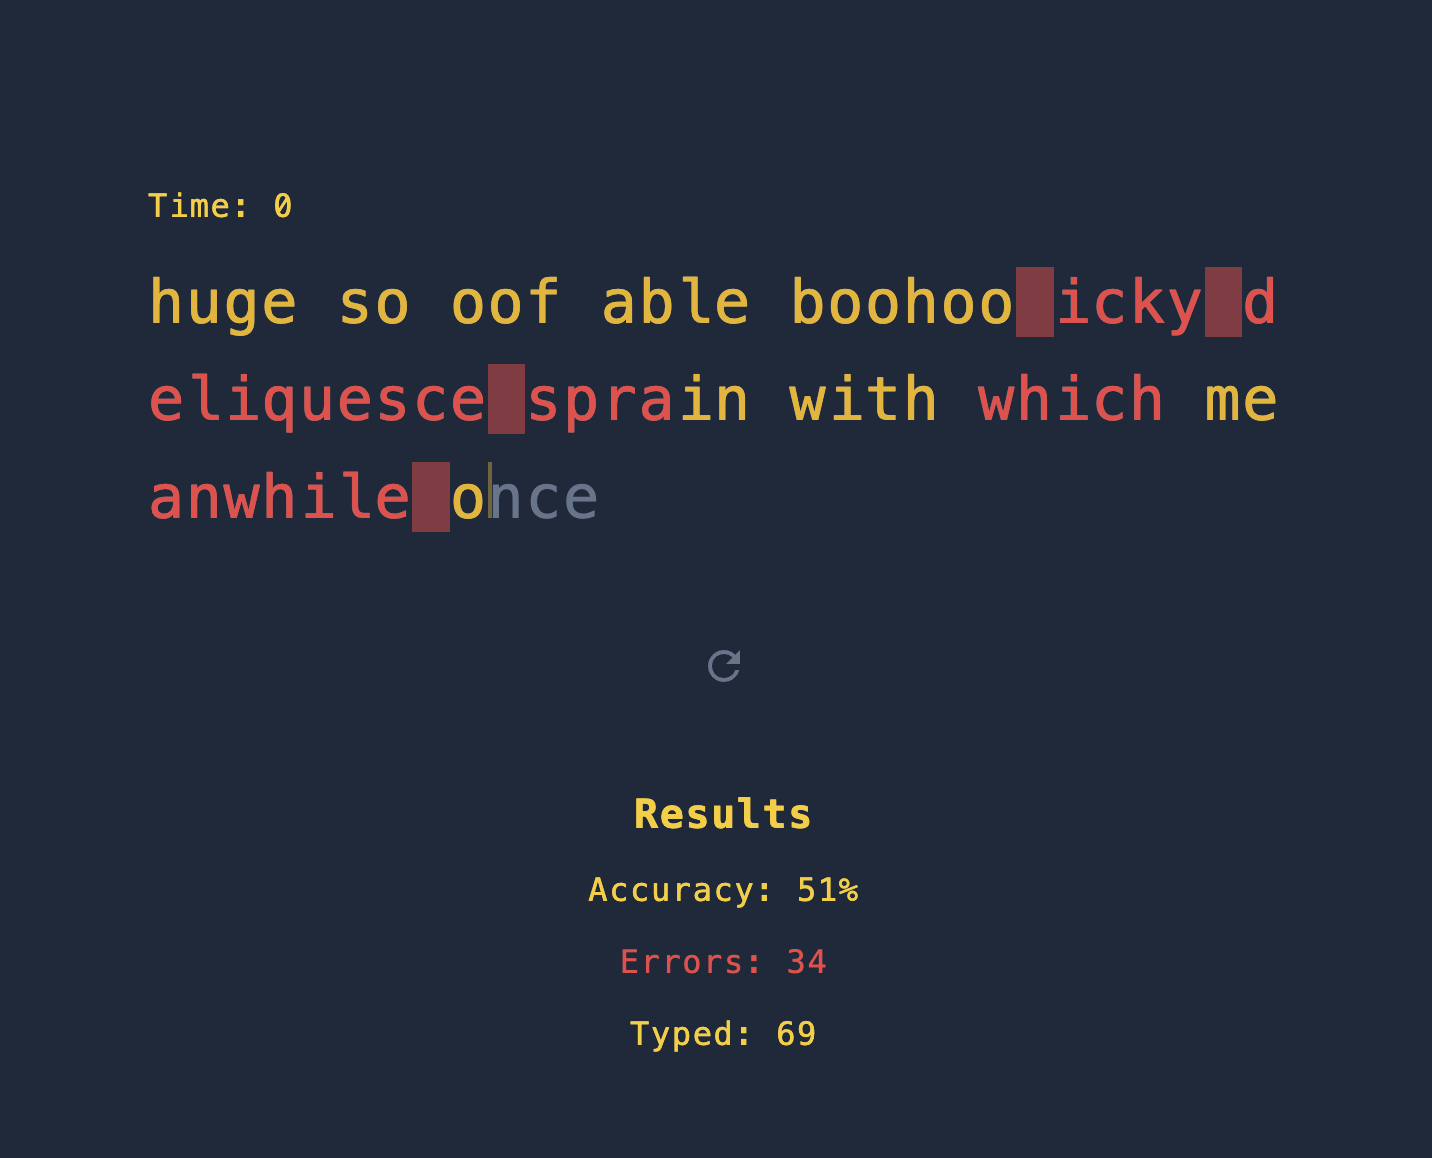 Time: 0
huge so oof able boohoo icky d
eliquesce sprain with which me
anwhile once
Results
Accuracy: 51%
Errors: 34
Typed: 69